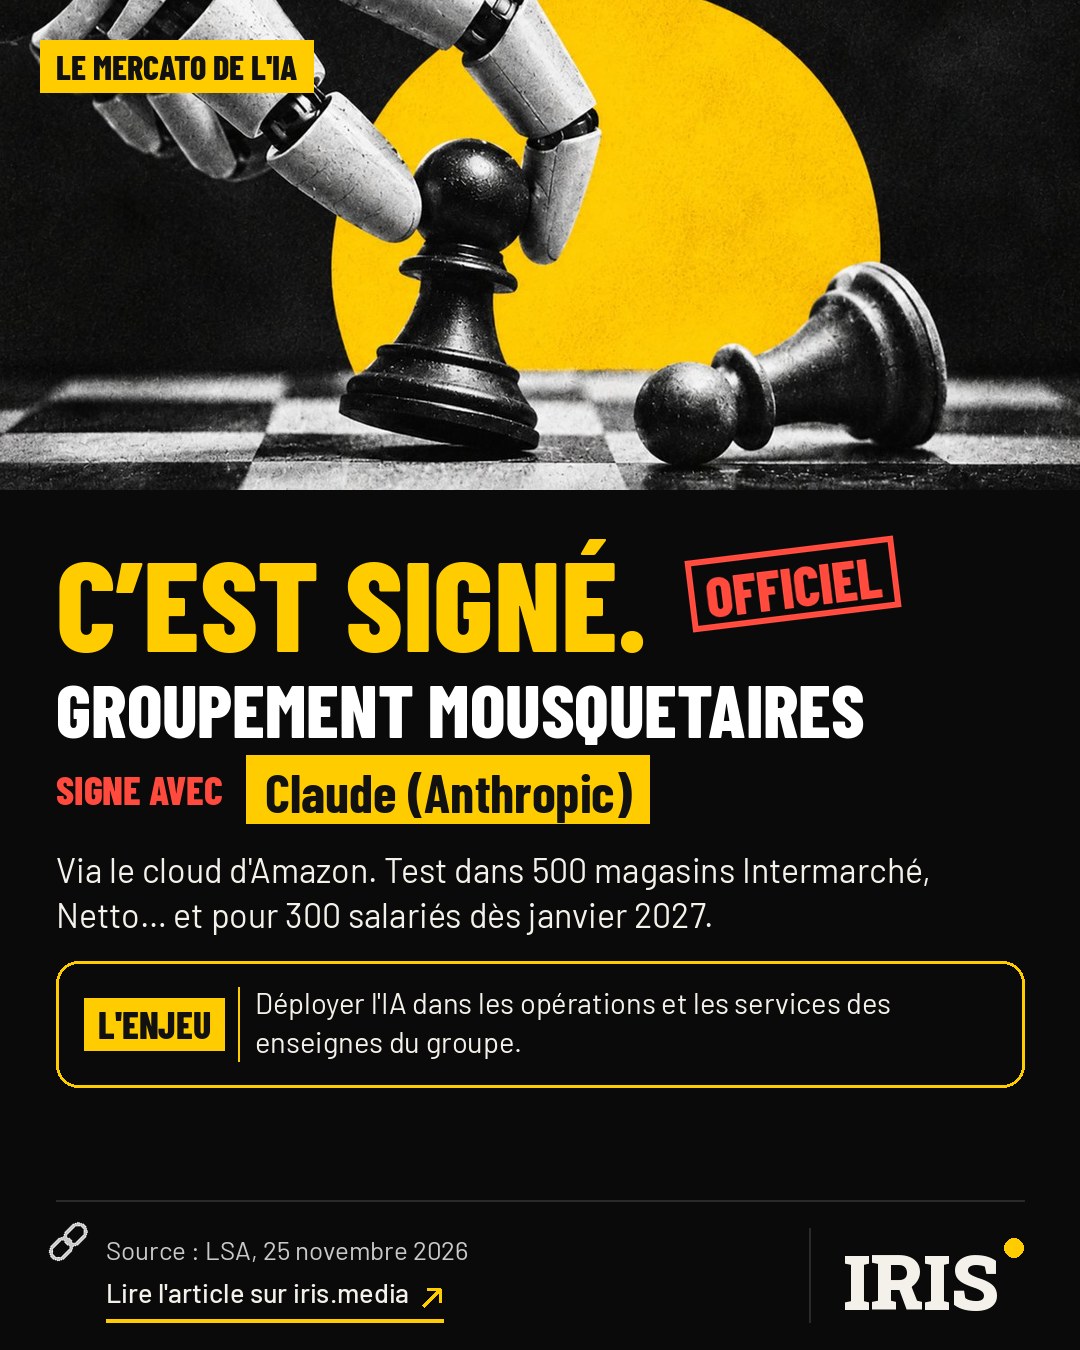 LE MERCATO DE L'IA
C’EST SIGNÉ.
OFFICIEL
GROUPEMENT MOUSQUETAIRES
SIGNE AVEC Claude (Anthropic)
Via le cloud d'Amazon. Test dans 500 magasins Intermarché,
Netto... et pour 300 salariés dès janvier 2027.
L'ENJEU
Déployer l'IA dans les opérations et les services des
enseignes du groupe.
Source : LSA, 25 novembre 2026
Lire l'article sur iris.media
IRIS